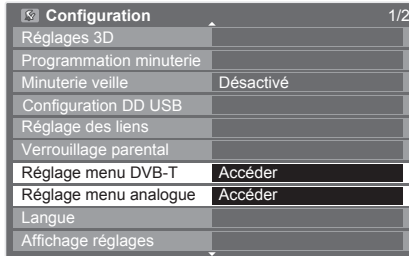 Configuration 1/2
Réglages 3D
Programmation minuterie
Minuterie veille Désactivé
Configuration DD USB
Réglage des liens
Verrouillage parental
Réglage menu DVB-T Accéder
Réglage menu analogue Accéder
Langue
Affichage réglages